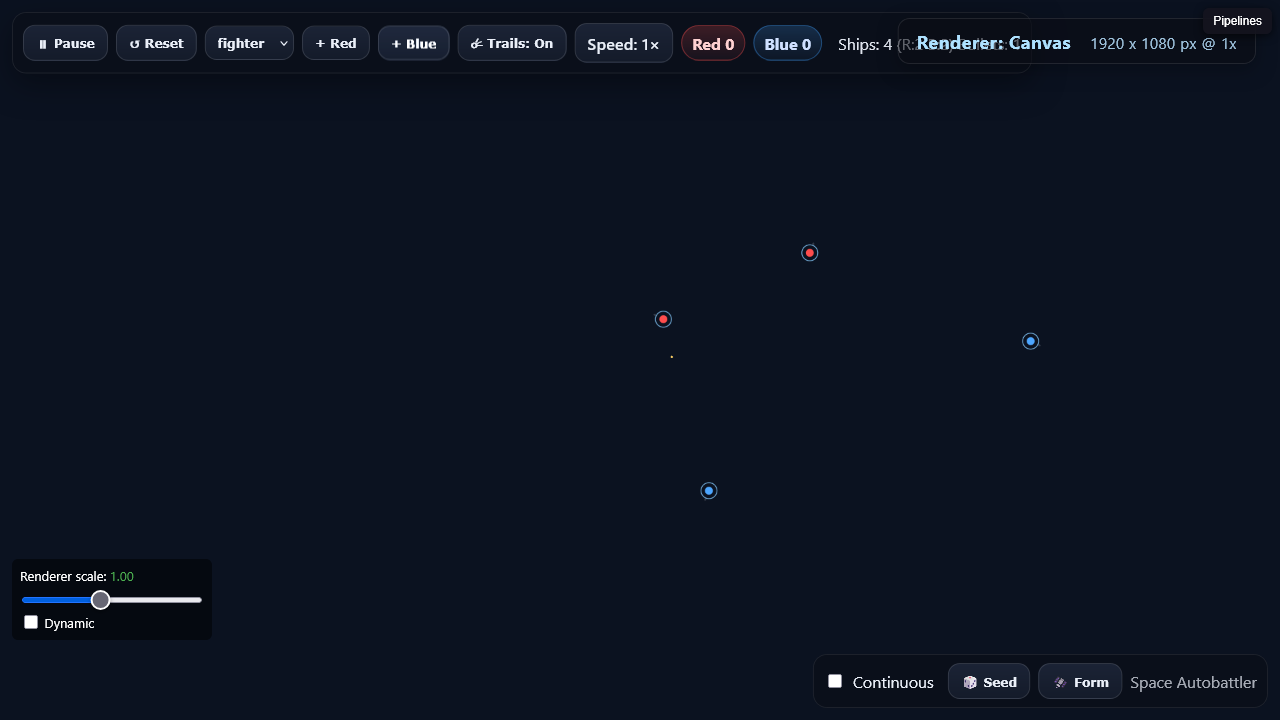 Pipelines
⏸ Pause
↺ Reset
fighter
+ Red
+ Blue
Trails: On
Speed: 1×
Red 0
Blue 0
Ships: 4
Renderer: Canvas
1920 x 1080 px @ 1x
Renderer scale: 1.00
Dynamic
Continuous
Seed
Form
Space Autobattler